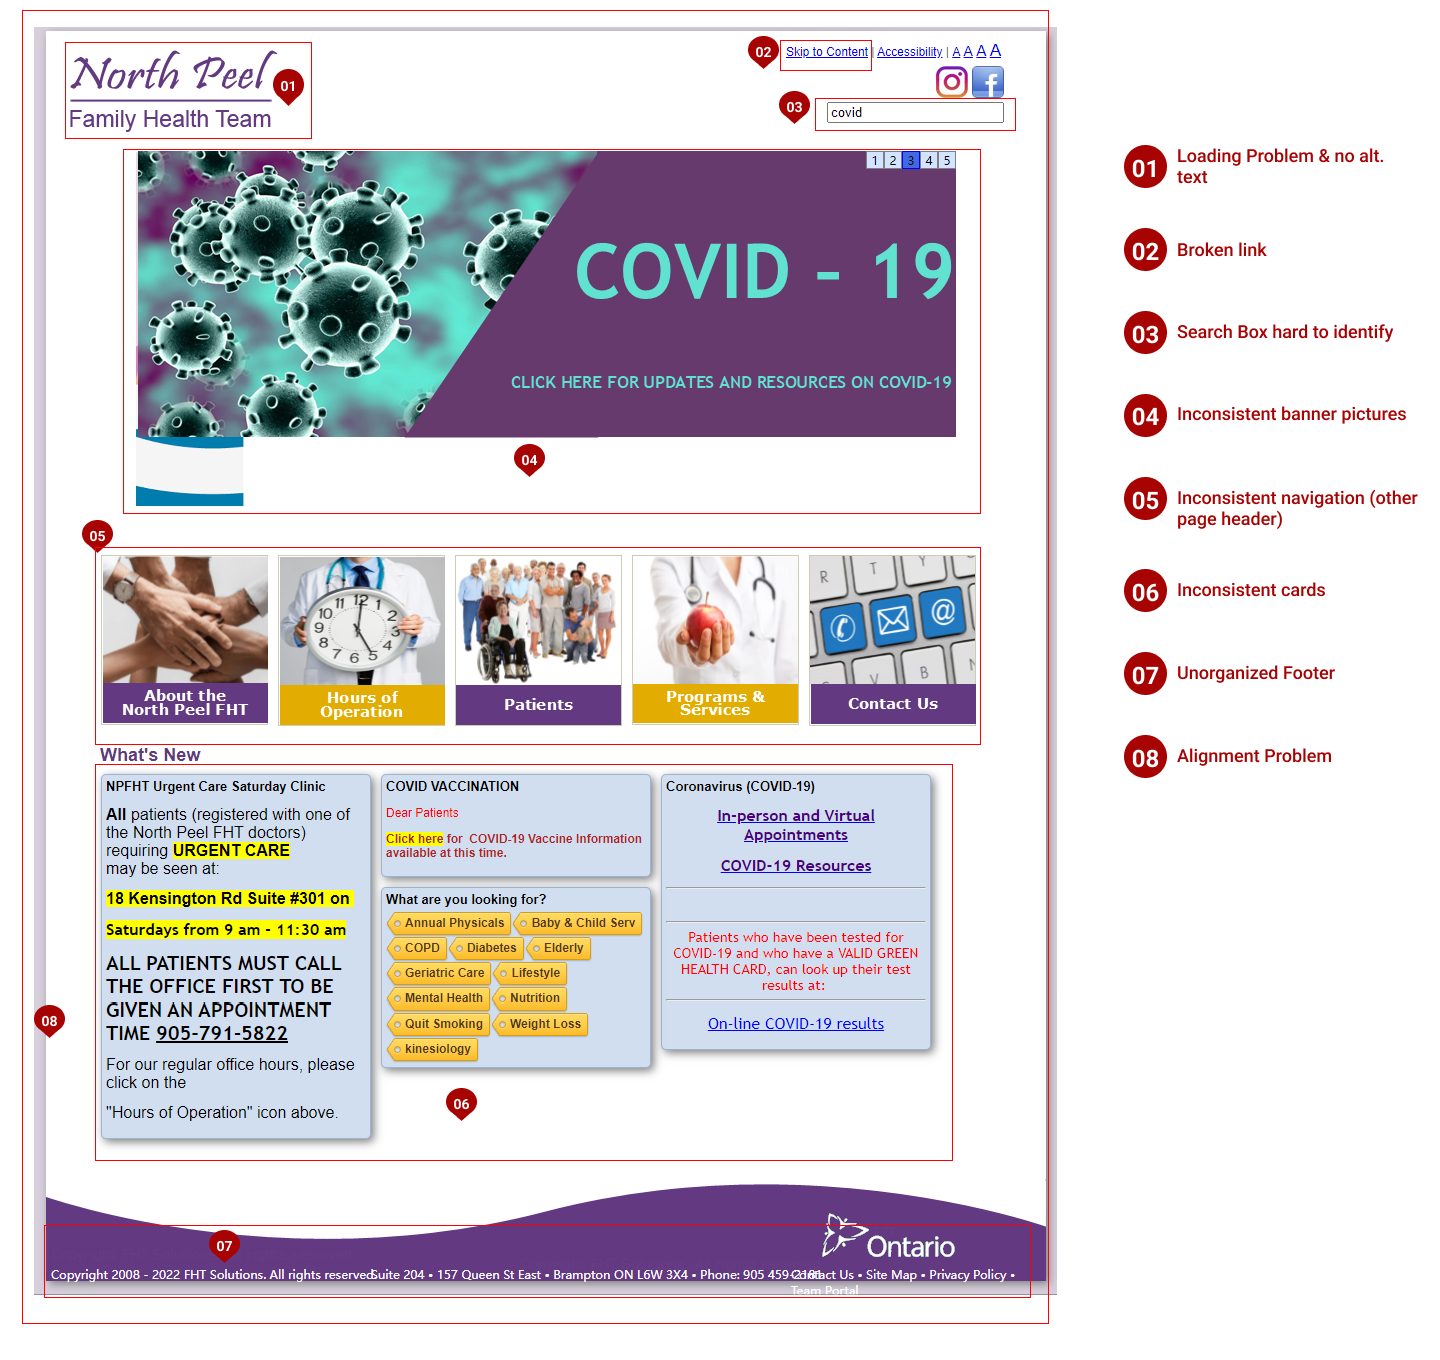 North Peel
Family Health Team
01
02
Skip to Content | Accessibility | A A A A
03
covid
1 2 3 4 5
COVID - 19
CLICK HERE FOR UPDATES AND RESOURCES ON COVID-19
04
05
About the
North Peel FHT
Hours of
Operation
Patients
Programs &
Services
Contact Us
What's New
NPFHT Urgent Care Saturday Clinic
All patients (registered with one of
the North Peel FHT doctors)
requiring URGENT CARE
may be seen at:
18 Kensington Rd Suite #301 on
Saturdays from 9 am - 11:30 am
ALL PATIENTS MUST CALL
THE OFFICE FIRST TO BE
GIVEN AN APPOINTMENT
TIME 905-791-5822
For our regular office hours, please
click on the
"Hours of Operation" icon above.
COVID VACCINATION
Dear Patients
Click here for COVID-19 Vaccine Information
available at this time.
What are you looking for?
Annual Physicals Baby & Child Serv
COPD Diabetes Elderly
Geriatric Care Lifestyle
Mental Health Nutrition
Quit Smoking Weight Loss
kinesiology
Coronavirus (COVID-19)
In-person and Virtual
Appointments
COVID-19 Resources
Patients who have been tested for
COVID-19 and who have a VALID GREEN
HEALTH CARD, can look up their test
results at:
On-line COVID-19 results
08
06
07
Ontario
Copyright 2008 - 2022 FHT Solutions. All rights reserved.
Suite 204 • 157 Queen St East • Brampton ON L6W 3X4 • Phone: 905 459-2181
Contact Us • Site Map • Privacy Policy •
Team Portal
01 Loading Problem & no alt.
text
02 Broken link
03 Search Box hard to identify
04 Inconsistent banner pictures
05 Inconsistent navigation (other
page header)
06 Inconsistent cards
07 Unorganized Footer
08 Alignment Problem